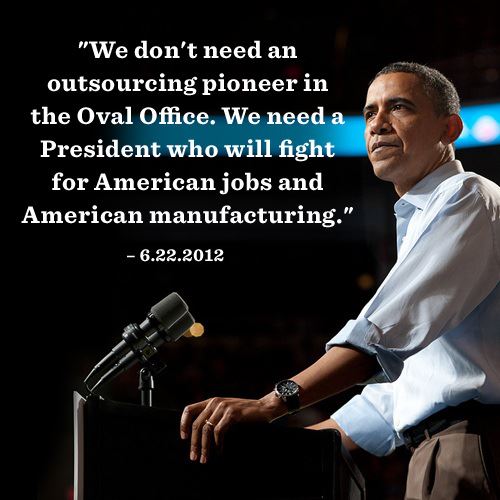 "We don't need an
outsourcing pioneer in
the Oval Office. We need a
President who will fight
for American jobs and
American manufacturing."
– 6.22.2012